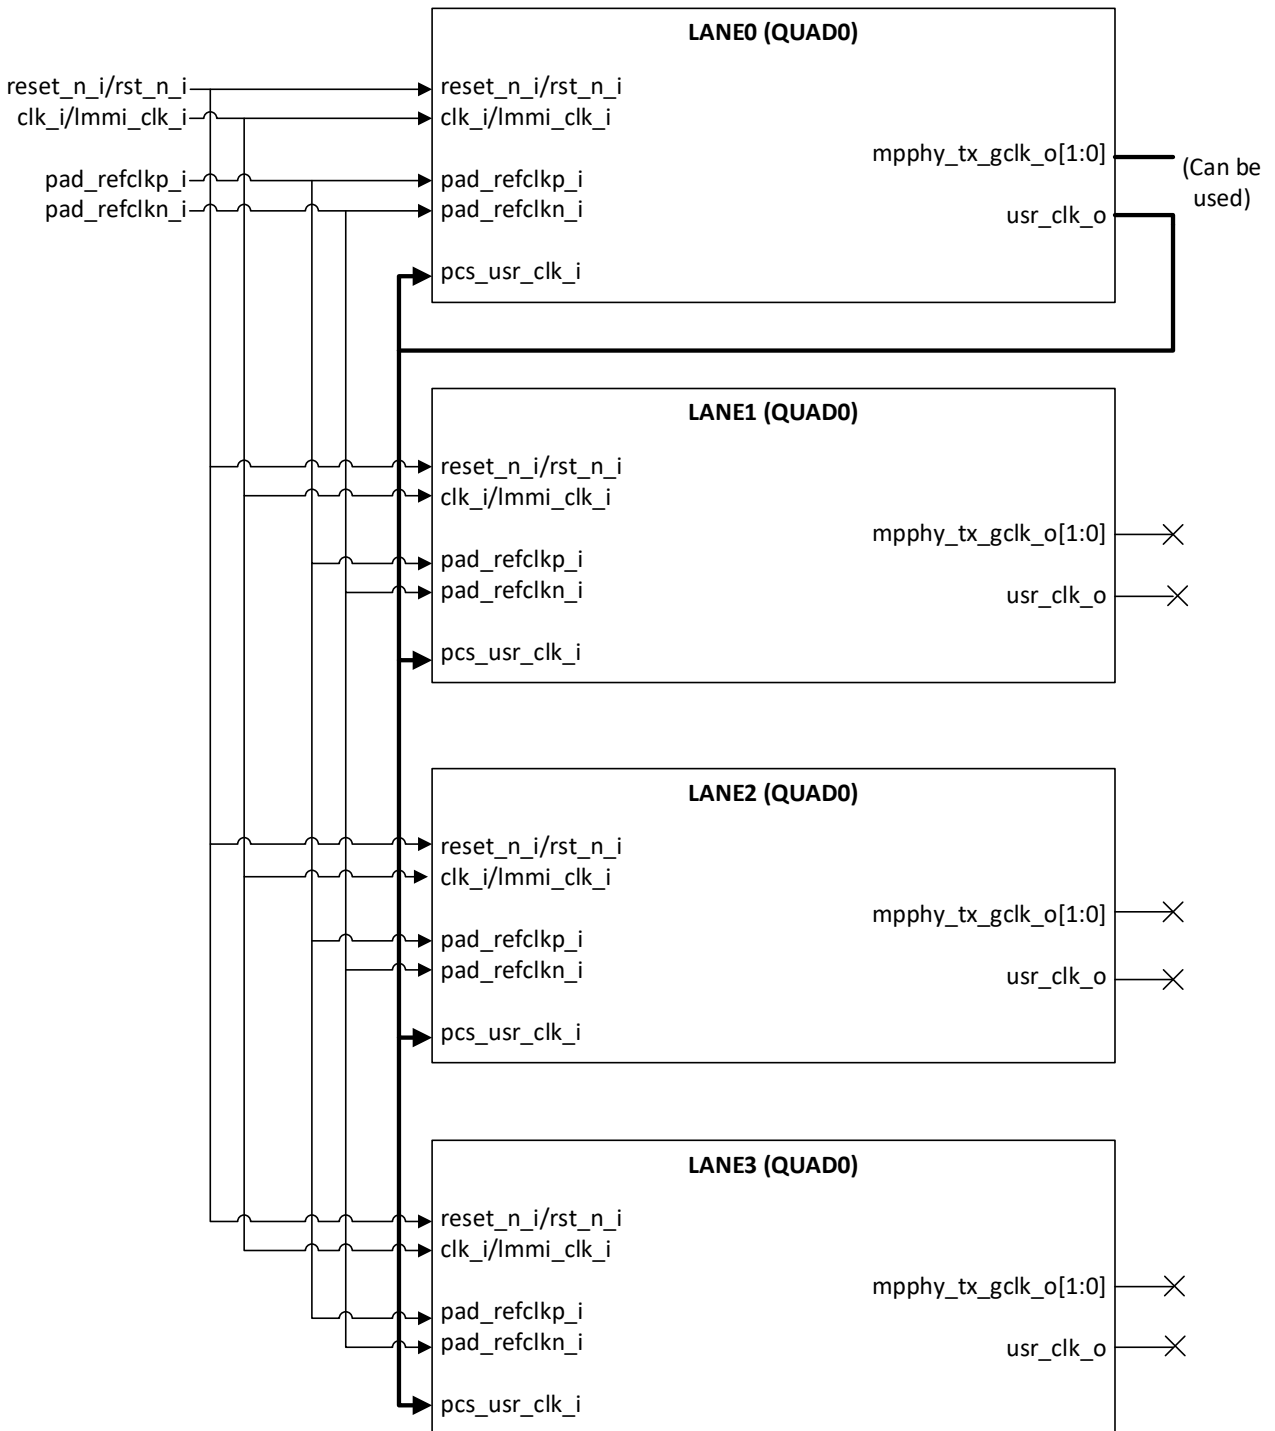 LANE0 (QUAD0)
reset_n_i/rst_n_i
clk_i/lmmi_clk_i
pad_refclkp_i
pad_refclkn_i
reset_n_i/rst_n_i
clk_i/lmmi_clk_i
pad_refclkp_i
pad_refclkn_i
pcs_usr_clk_i
mpphy_tx_gclk_o[1:0]
usr_clk_o
(Can be
used)
LANE1 (QUAD0)
reset_n_i/rst_n_i
clk_i/lmmi_clk_i
pad_refclkp_i
pad_refclkn_i
pcs_usr_clk_i
mpphy_tx_gclk_o[1:0]
usr_clk_o
LANE2 (QUAD0)
reset_n_i/rst_n_i
clk_i/lmmi_clk_i
pad_refclkp_i
pad_refclkn_i
pcs_usr_clk_i
mpphy_tx_gclk_o[1:0]
usr_clk_o
LANE3 (QUAD0)
reset_n_i/rst_n_i
clk_i/lmmi_clk_i
pad_refclkp_i
pad_refclkn_i
pcs_usr_clk_i
mpphy_tx_gclk_o[1:0]
usr_clk_o